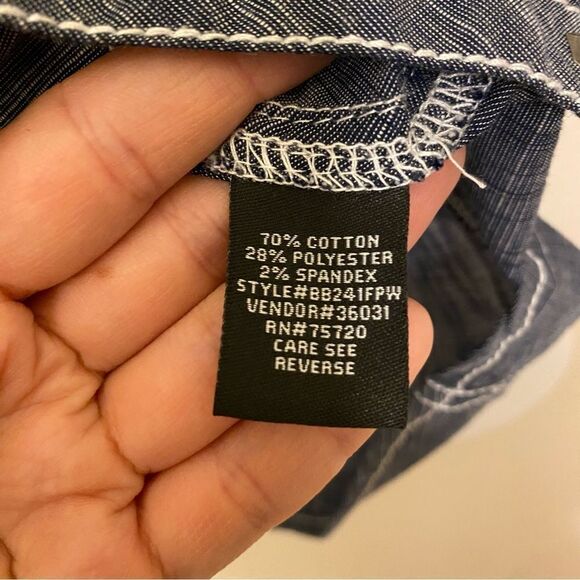 70% COTTON
28% POLYESTER
2% SPANDEX
STYLE#BB241FPW
VENDOR#36031
RN#75720
CARE SEE
REVERSE